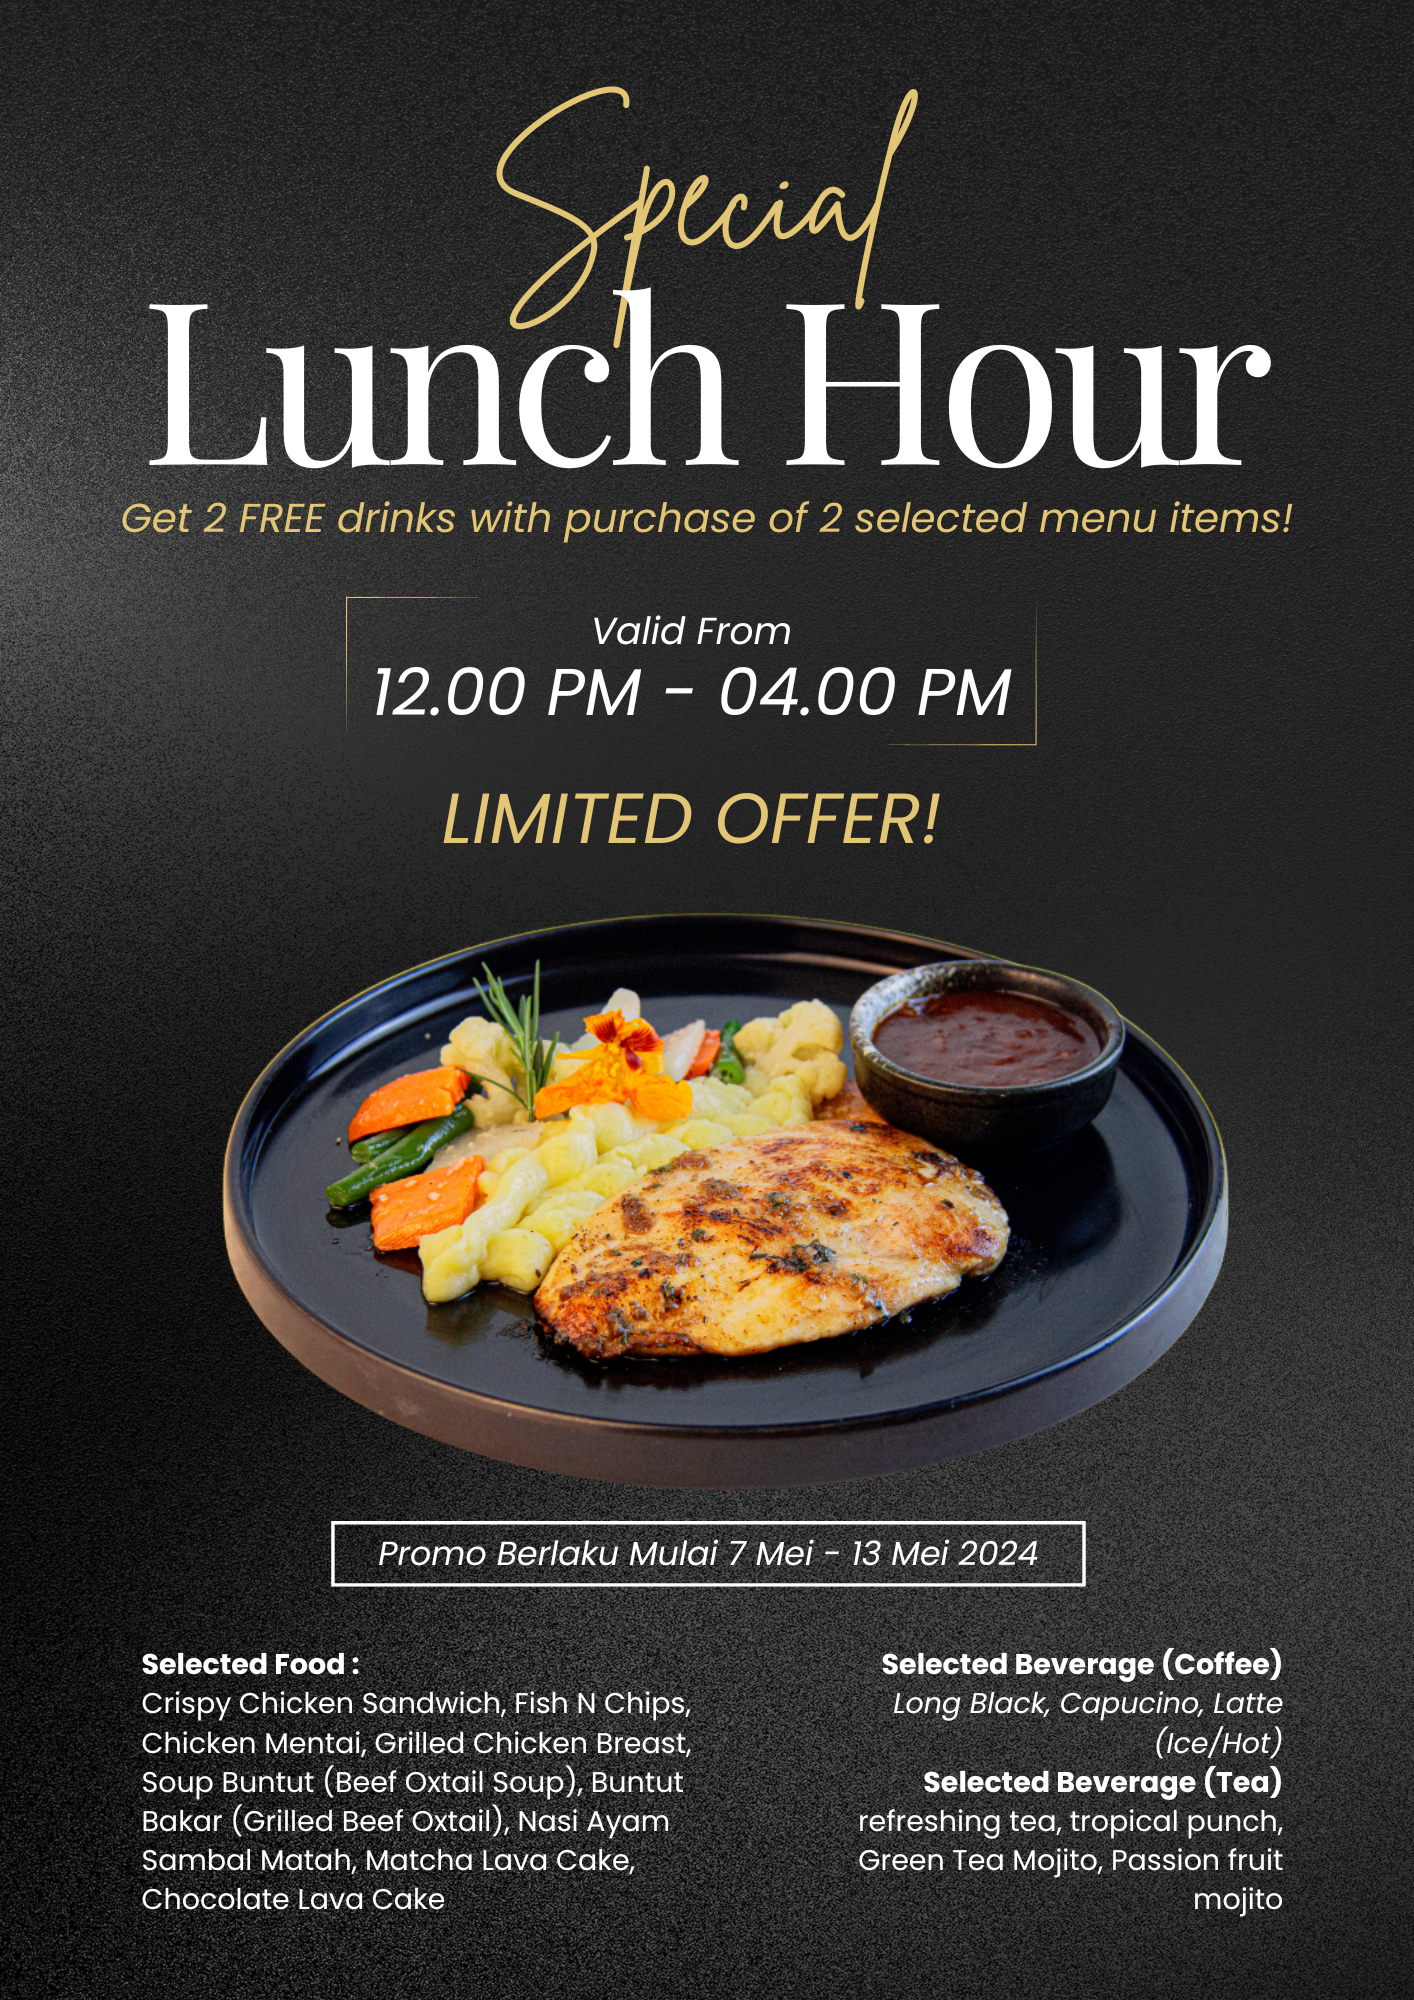 Special
Lunch Hour
Get 2 FREE drinks with purchase of 2 selected menu items!
Valid From
12.00 PM - 04.00 PM
LIMITED OFFER!
Promo Berlaku Mulai 7 Mei - 13 Mei 2024
Selected Food :
Crispy Chicken Sandwich, Fish N Chips,
Chicken Mentai, Grilled Chicken Breast,
Soup Buntut (Beef Oxtail Soup), Buntut
Bakar (Grilled Beef Oxtail), Nasi Ayam
Sambal Matah, Matcha Lava Cake,
Chocolate Lava Cake
Selected Beverage (Coffee)
Long Black, Capucino, Latte
(Ice/Hot)
Selected Beverage (Tea)
refreshing tea, tropical punch,
Green Tea Mojito, Passion fruit
mojito